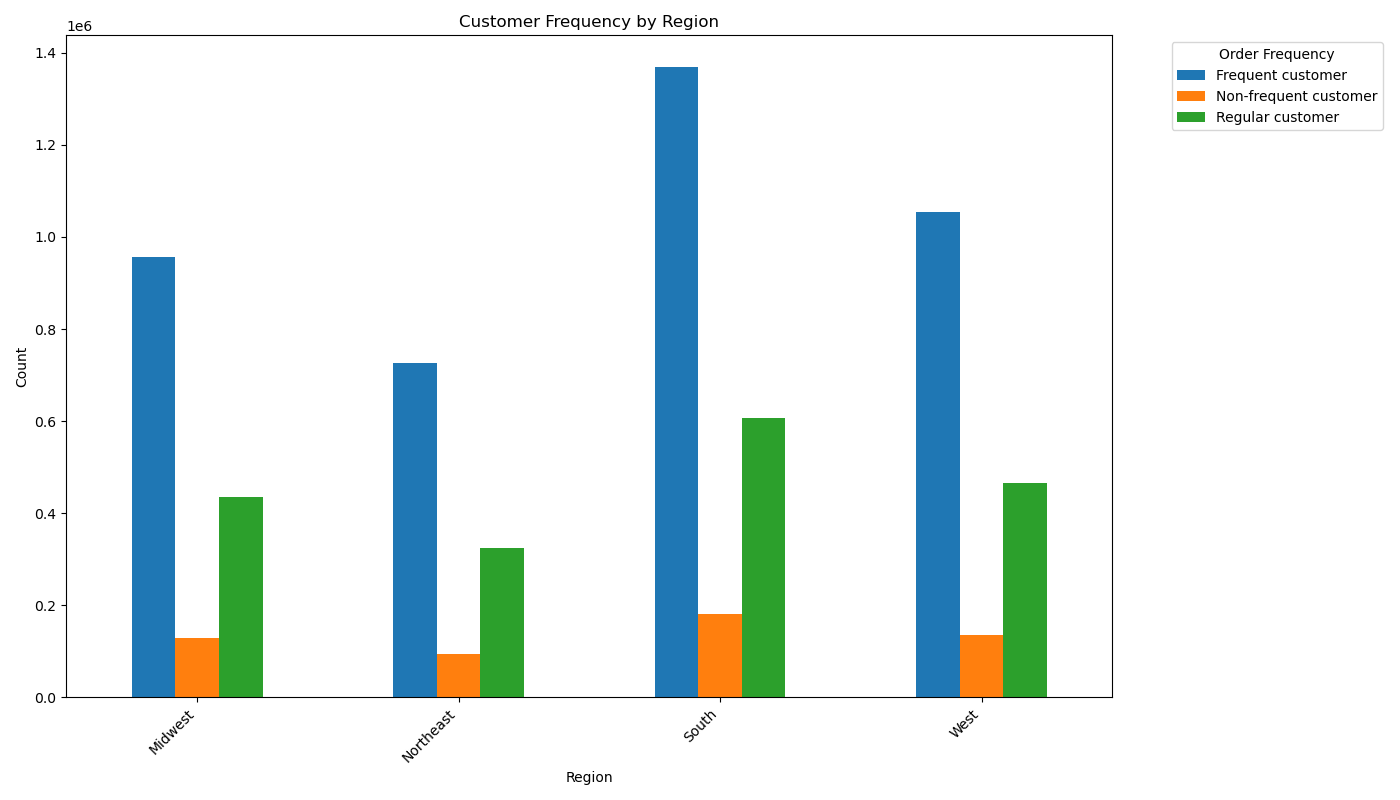 Customer Frequency by Region
1e6
1.4
1.2
1.0
0.8
0.6
0.4
0.2
0.0
Count
Midwest
Northeast
South
West
Region
Order Frequency
Frequent customer
Non-frequent customer
Regular customer